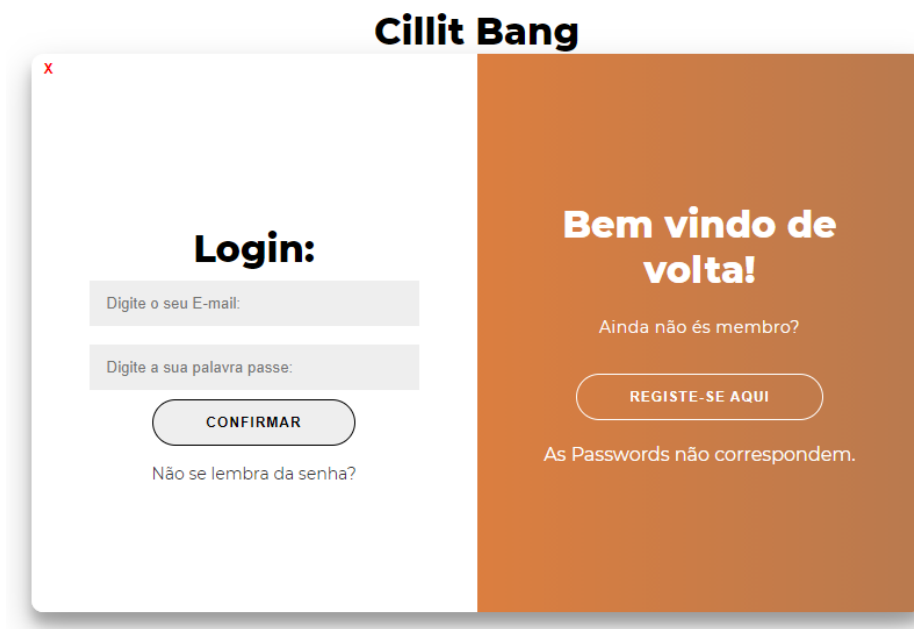 Cillit Bang
X
Login:
Digite o seu E-mail:
Digite a sua palavra passe:
CONFIRMAR
Não se lembra da senha?
Bem vindo de
volta!
Ainda não és membro?
REGISTE-SE AQUI
As Passwords não correspondem.